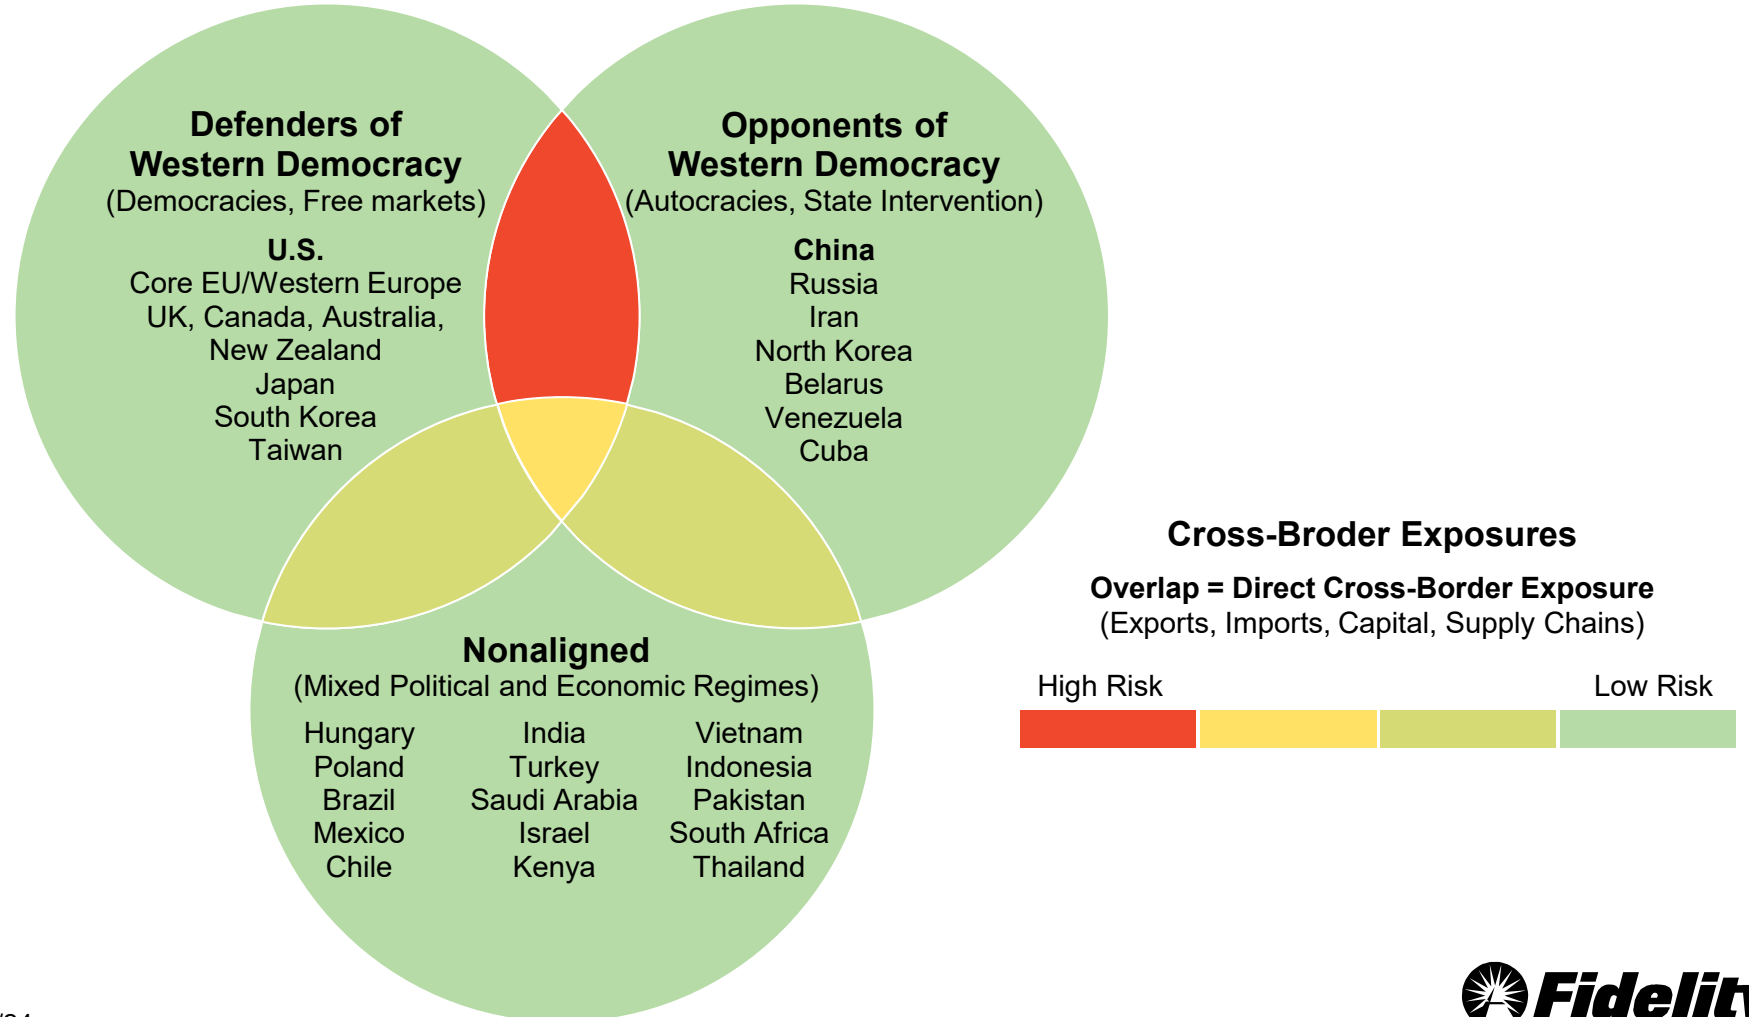 Defenders of
Western Democracy
(Democracies, Free markets)
U.S.
Core EU/Western Europe
UK, Canada, Australia,
New Zealand
Japan
South Korea
Taiwan
Opponents of
Western Democracy
(Autocracies, State Intervention)
China
Russia
Iran
North Korea
Belarus
Venezuela
Cuba
Nonaligned
(Mixed Political and Economic Regimes)
Hungary
Poland
Brazil
Mexico
Chile
India
Turkey
Saudi Arabia
Israel
Kenya
Vietnam
Indonesia
Pakistan
South Africa
Thailand
Cross-Broder Exposures
Overlap = Direct Cross-Border Exposure
(Exports, Imports, Capital, Supply Chains)
High Risk
Low Risk
Fidelity